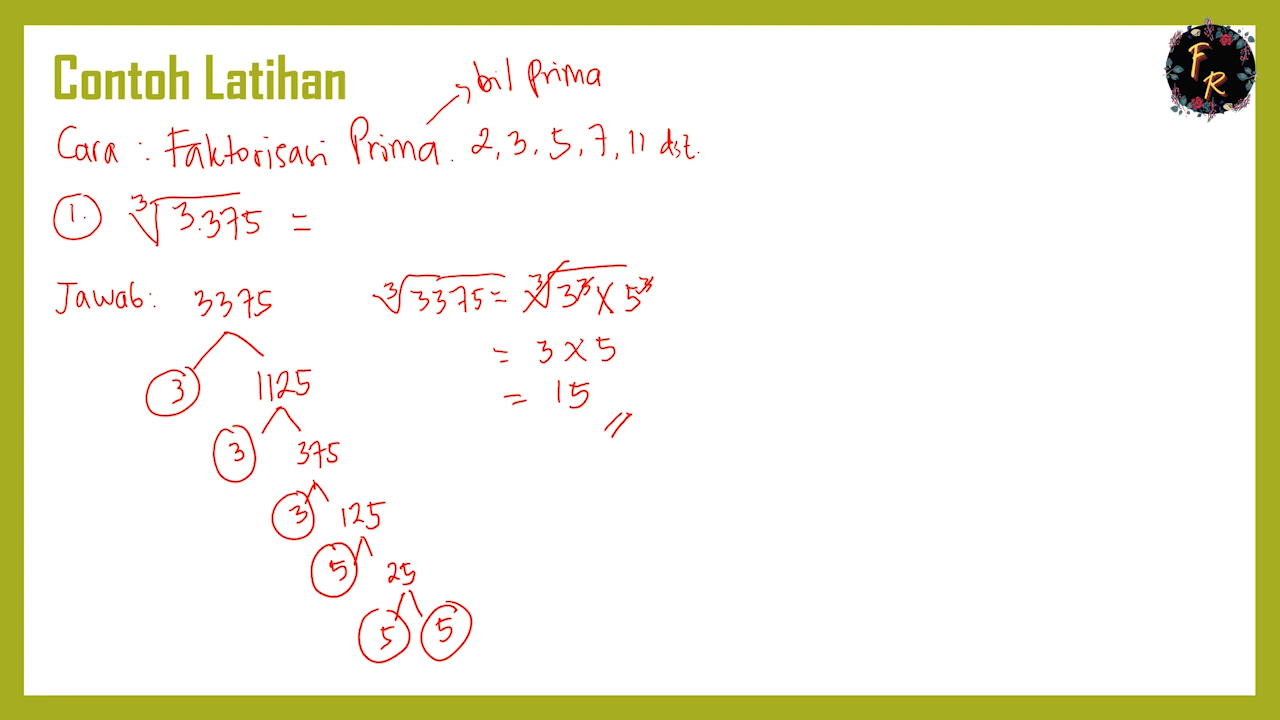 Contoh Latihan
bil prima
Cara : Faktorisasi Prima. 2, 3, 5, 7, 11 dst.
1. ∛3.375 =
Jawab: 3375
3 1125
3 375
3 125
5 25
5 5
∛3375 = ∛3³ × 5³
= 3 × 5
= 15 //
F R